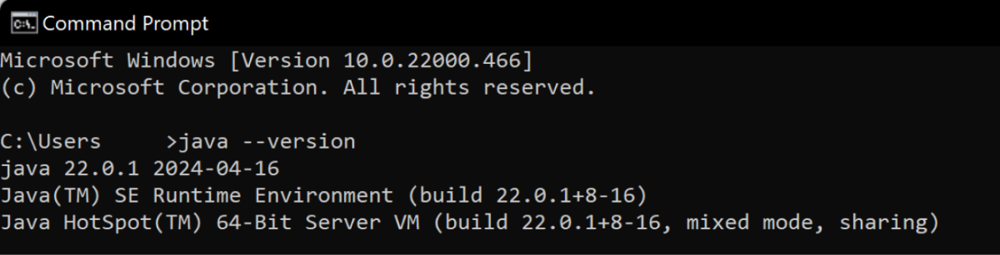 Command Prompt
Microsoft Windows [Version 10.0.22000.466]
(c) Microsoft Corporation. All rights reserved.
C:\Users     >java --version
java 22.0.1 2024-04-16
Java(TM) SE Runtime Environment (build 22.0.1+8-16)
Java HotSpot(TM) 64-Bit Server VM (build 22.0.1+8-16, mixed mode, sharing)